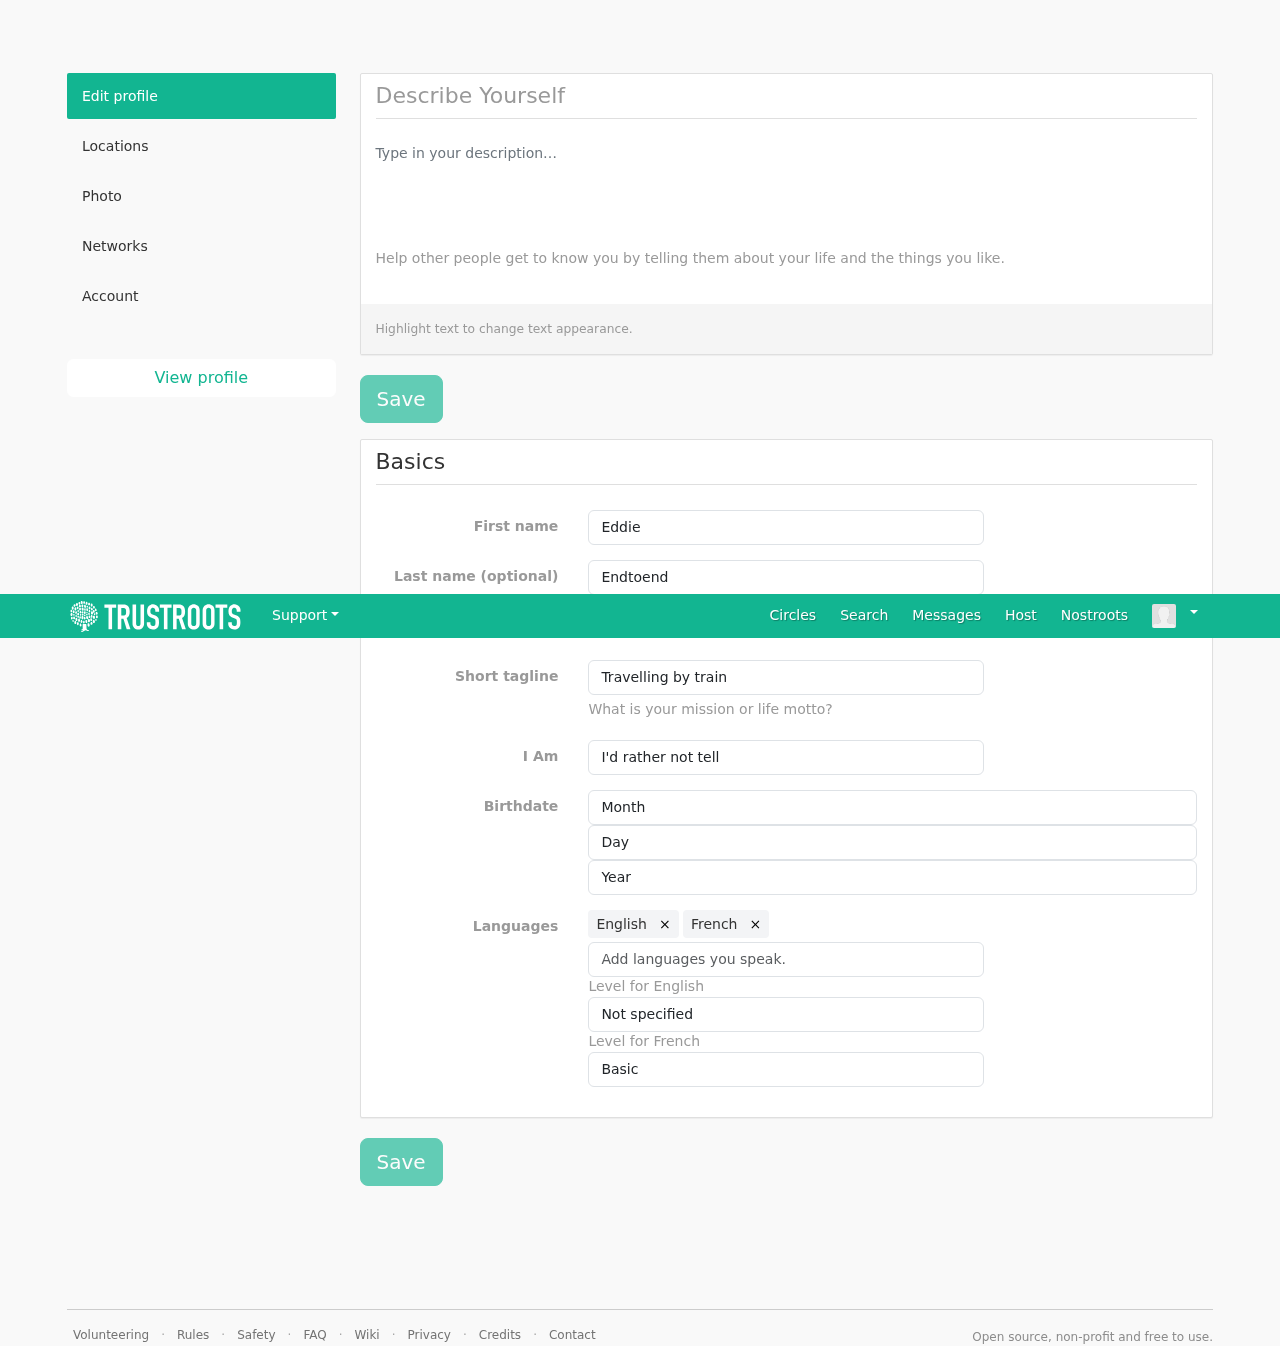 Edit profile
Locations
Photo
Networks
Account
View profile
Describe Yourself
Type in your description...
Help other people get to know you by telling them about your life and the things you like.
Highlight text to change text appearance.
Save
Basics
First name
Eddie
Last name (optional)
Endtoend
TRUSTROOTS
Support
Circles
Search
Messages
Host
Nostroots
Short tagline
Travelling by train
What is your mission or life motto?
I Am
I'd rather not tell
Birthdate
Month
Day
Year
Languages
English ×
French ×
Add languages you speak.
Level for English
Not specified
Level for French
Basic
Save
Volunteering · Rules · Safety · FAQ · Wiki · Privacy · Credits · Contact
Open source, non-profit and free to use.